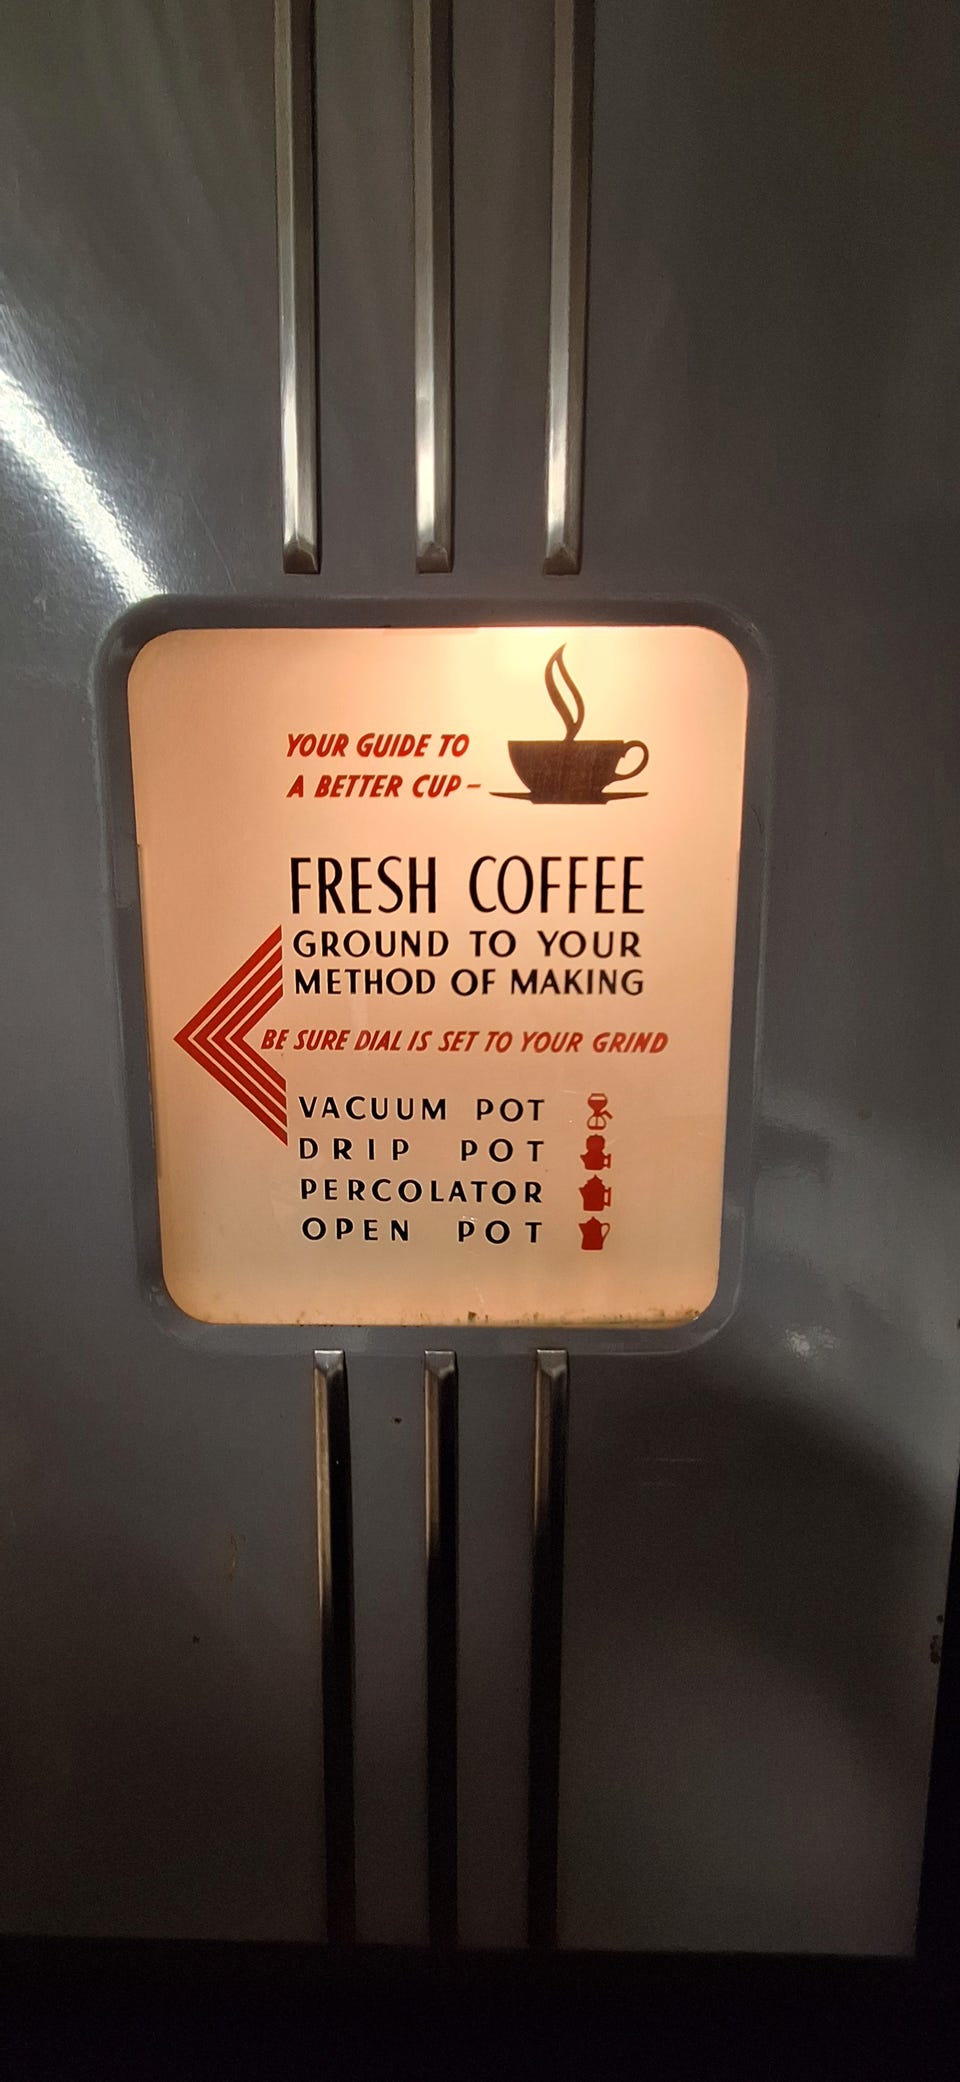 YOUR GUIDE TO
A BETTER CUP-
FRESH COFFEE
GROUND TO YOUR
METHOD OF MAKING
BE SURE DIAL IS SET TO YOUR GRIND
VACUUM POT
DRIP POT
PERCOLATOR
OPEN POT